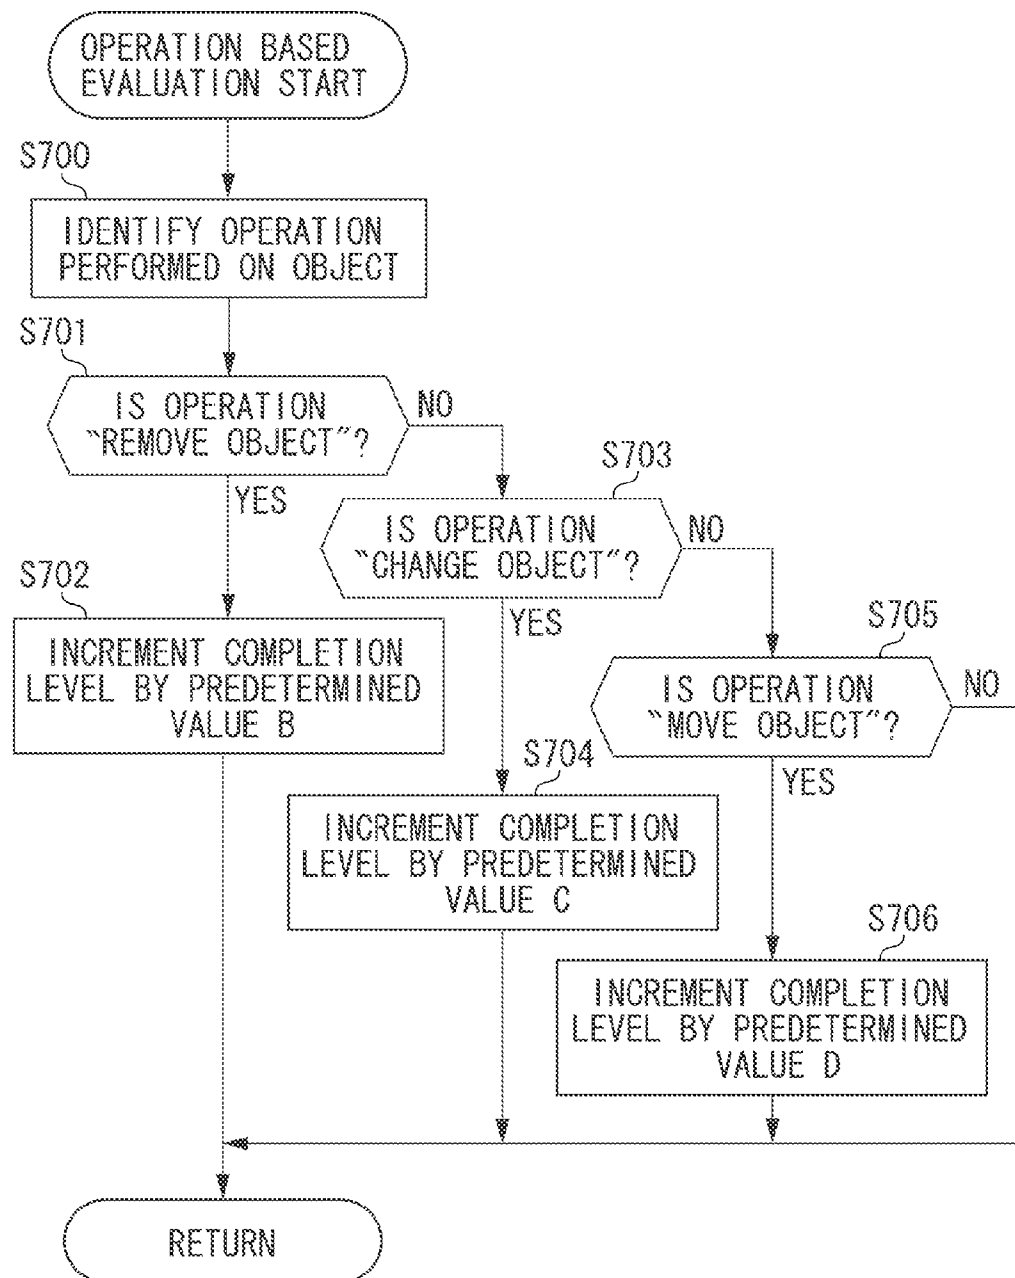 OPERATION BASED
EVALUATION START
S700
IDENTIFY OPERATION
PERFORMED ON OBJECT
S701
IS OPERATION
"REMOVE OBJECT"?
NO
YES
S703
IS OPERATION
"CHANGE OBJECT"?
NO
YES
S702
INCREMENT COMPLETION
LEVEL BY PREDETERMINED
VALUE B
S705
IS OPERATION
"MOVE OBJECT"?
NO
YES
S704
INCREMENT COMPLETION
LEVEL BY PREDETERMINED
VALUE C
S706
INCREMENT COMPLETION
LEVEL BY PREDETERMINED
VALUE D
RETURN